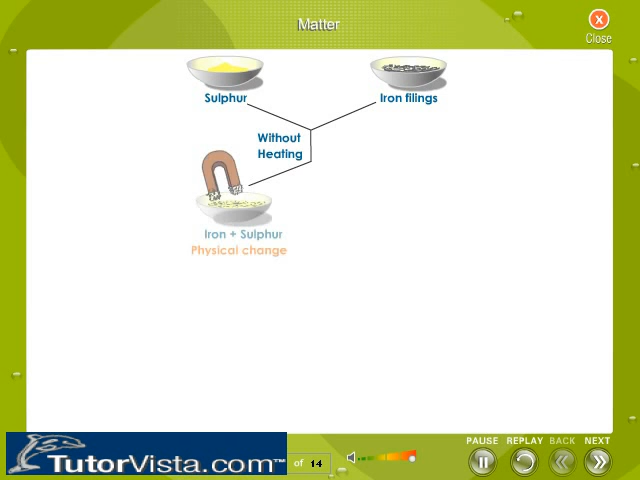 Matter
x
Close
Sulphur
Iron filings
Without
Heating
Iron + Sulphur
Physical change
PAUSE REPLAY BACK NEXT
TutorVista.com™
of 14